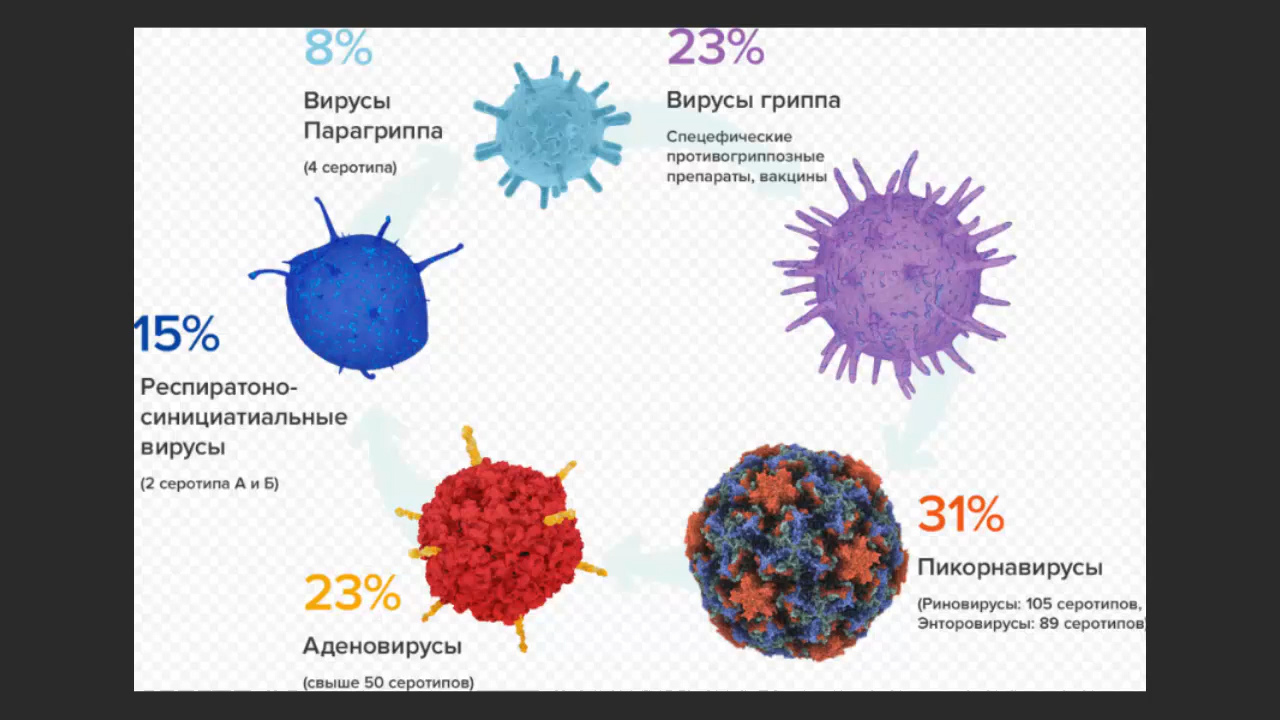 8%
Вирусы
Парагриппа
(4 серотипа)
23%
Вирусы гриппа
Спецефические
противогриппозные
препараты, вакцины
15%
Респиратоно-
синициатиальные
вирусы
(2 серотипа А и Б)
31%
Пикорнавирусы
(Риновирусы: 105 серотипов,
Энторовирусы: 89 серотипов)
23%
Аденовирусы
(свыше 50 серотипов)